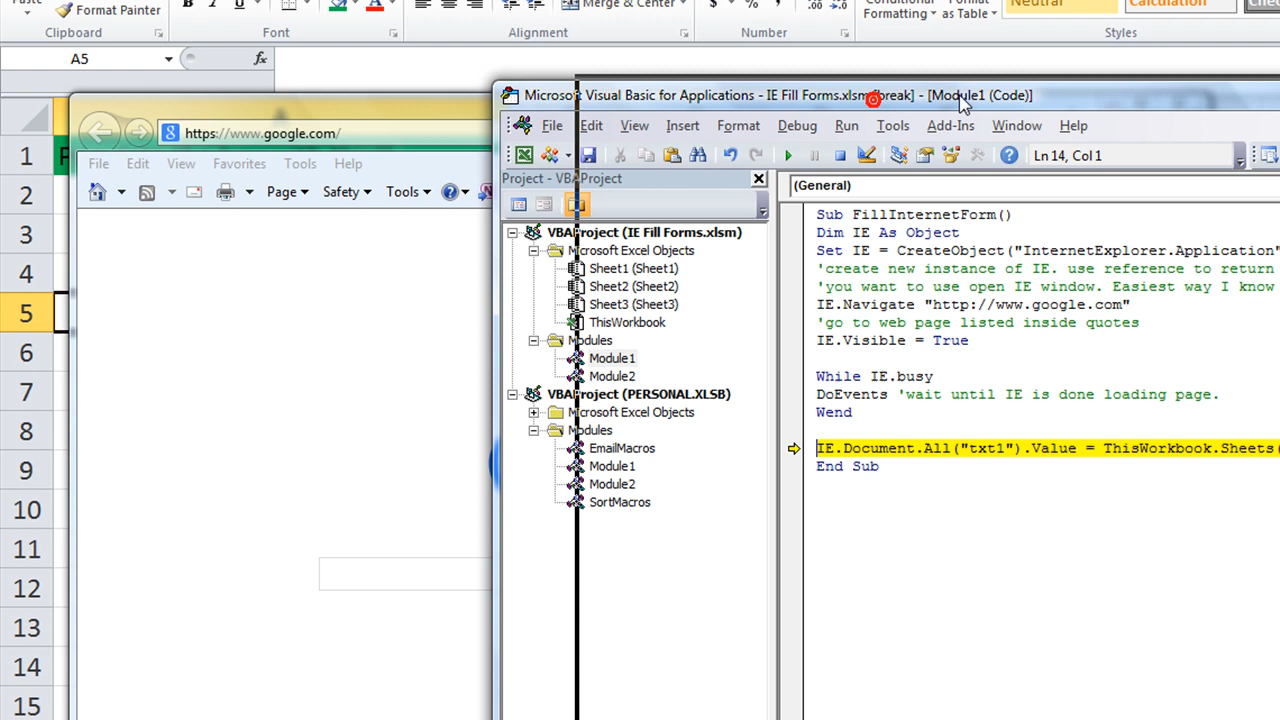 Paste
Format Painter
B I U
Merge & Center
$ %
Conditional Formatting
Format as Table
Neutral
Calculation
Clipboard
Font
Alignment
Number
Styles
A5
fx
1
2
3
4
5
6
7
8
9
10
11
12
13
14
15
https://www.google.com/
File Edit View Favorites Tools Help
Page Safety Tools
Microsoft Visual Basic for Applications - IE Fill Forms.xlsm [break] - [Module1 (Code)]
File Edit View Insert Format Debug Run Tools Add-Ins Window Help
Ln 14, Col 1
Project - VBAProject
VBAProject (IE Fill Forms.xlsm)
Microsoft Excel Objects
Sheet1 (Sheet1)
Sheet2 (Sheet2)
Sheet3 (Sheet3)
ThisWorkbook
Modules
Module1
Module2
VBAProject (PERSONAL.XLSB)
Microsoft Excel Objects
Modules
EmailMacros
Module1
Module2
SortMacros
(General)
Sub FillInternetForm()
Dim IE As Object
Set IE = CreateObject("InternetExplorer.Application"
'create new instance of IE. use reference to return
'you want to use open IE window. Easiest way I know
IE.Navigate "http://www.google.com"
'go to web page listed inside quotes
IE.Visible = True
While IE.busy
DoEvents 'wait until IE is done loading page.
Wend
IE.Document.All("txt1").Value = ThisWorkbook.Sheets(
End Sub